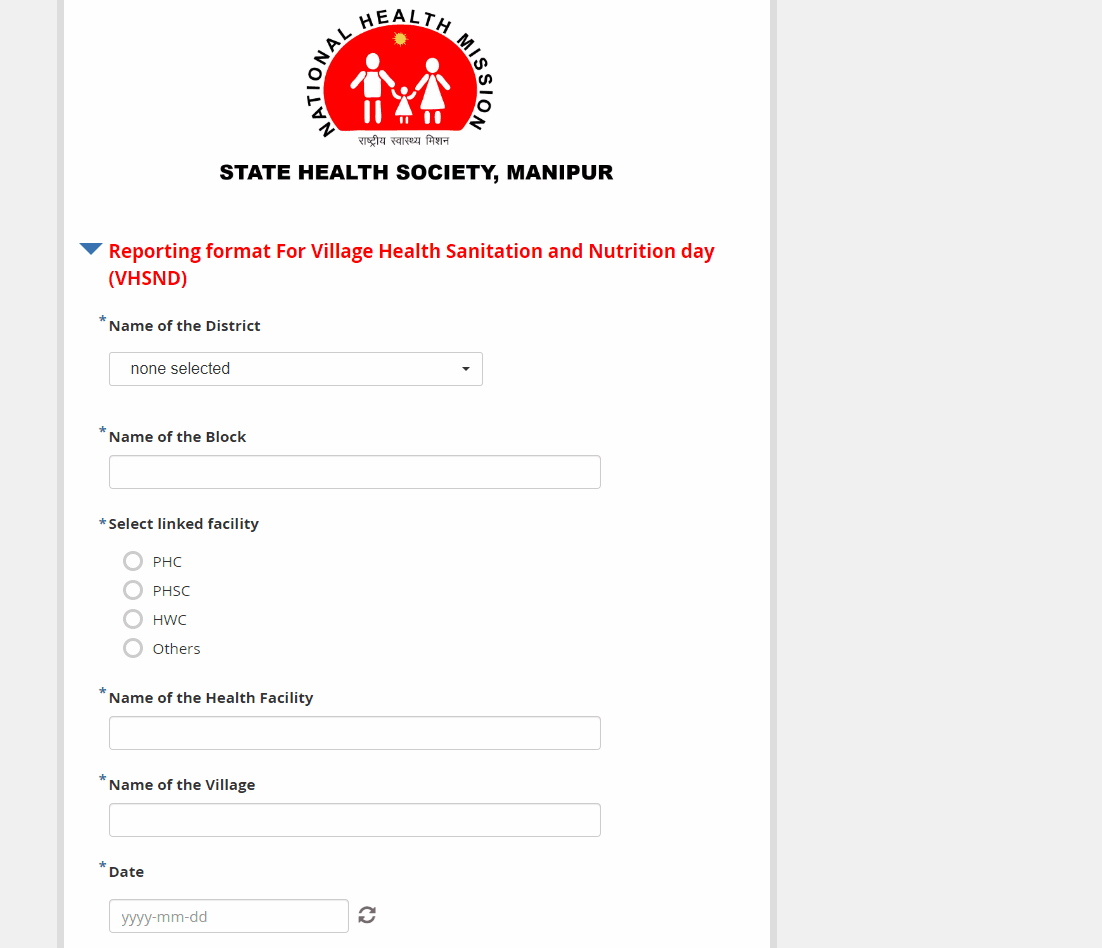 NATIONAL HEALTH MISSION
राष्ट्रीय स्वास्थ्य मिशन
STATE HEALTH SOCIETY, MANIPUR
Reporting format For Village Health Sanitation and Nutrition day
(VHSND)
* Name of the District
none selected
* Name of the Block
* Select linked facility
PHC
PHSC
HWC
Others
* Name of the Health Facility
* Name of the Village
* Date
yyyy-mm-dd